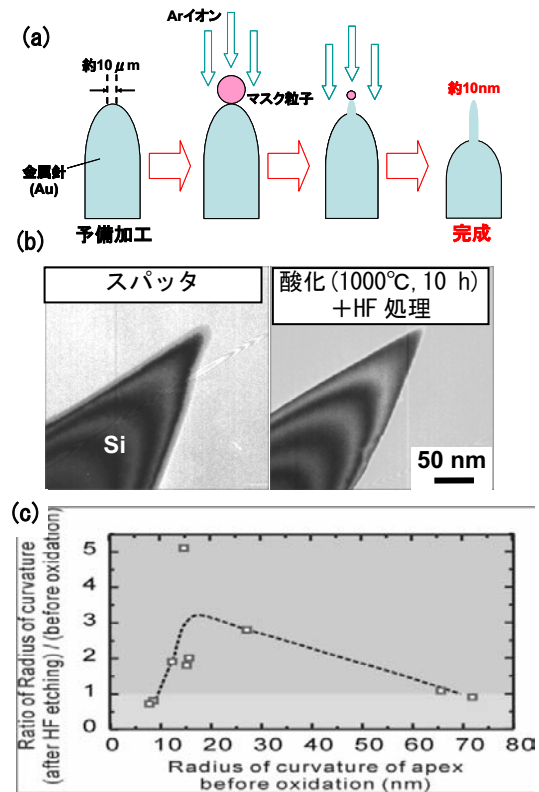 (a)
Arイオン
約10μm
マスク粒子
約10nm
金属針
(Au)
予備加工
完成
(b)
スパッタ
酸化(1000℃, 10 h)
+HF 処理
Si
50 nm
(c)
Ratio of Radius of curvature
(after HF etching) / (before oxidation)
5
4
3
2
1
0
0 10 20 30 40 50 60 70 80
Radius of curvature of apex
before oxidation (nm)